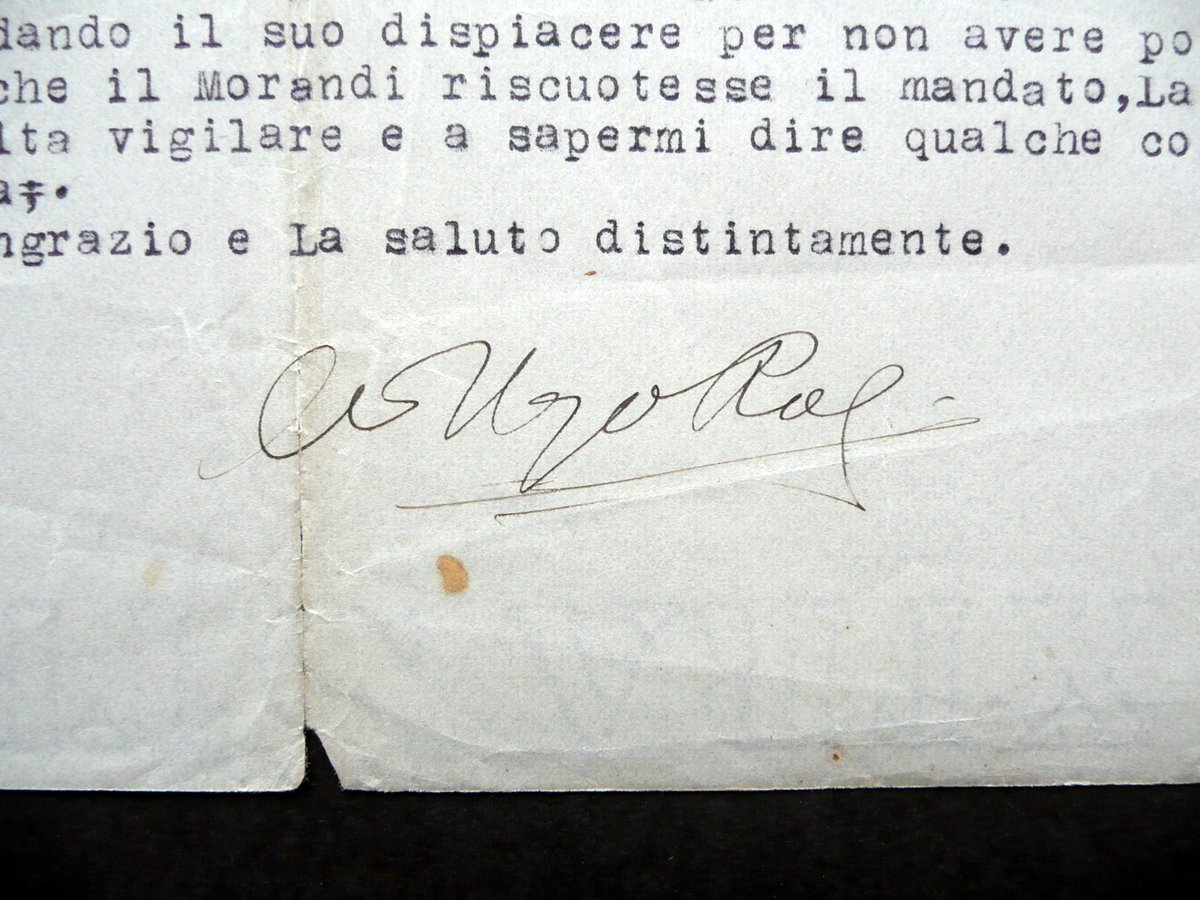 dando il suo dispiacere per non avere po
che il Morandi riscuotesse il mandato,La
lta vigilare e a sapermi dire qualche co
a;.
ngrazio e La saluto distintamente.
Ugo